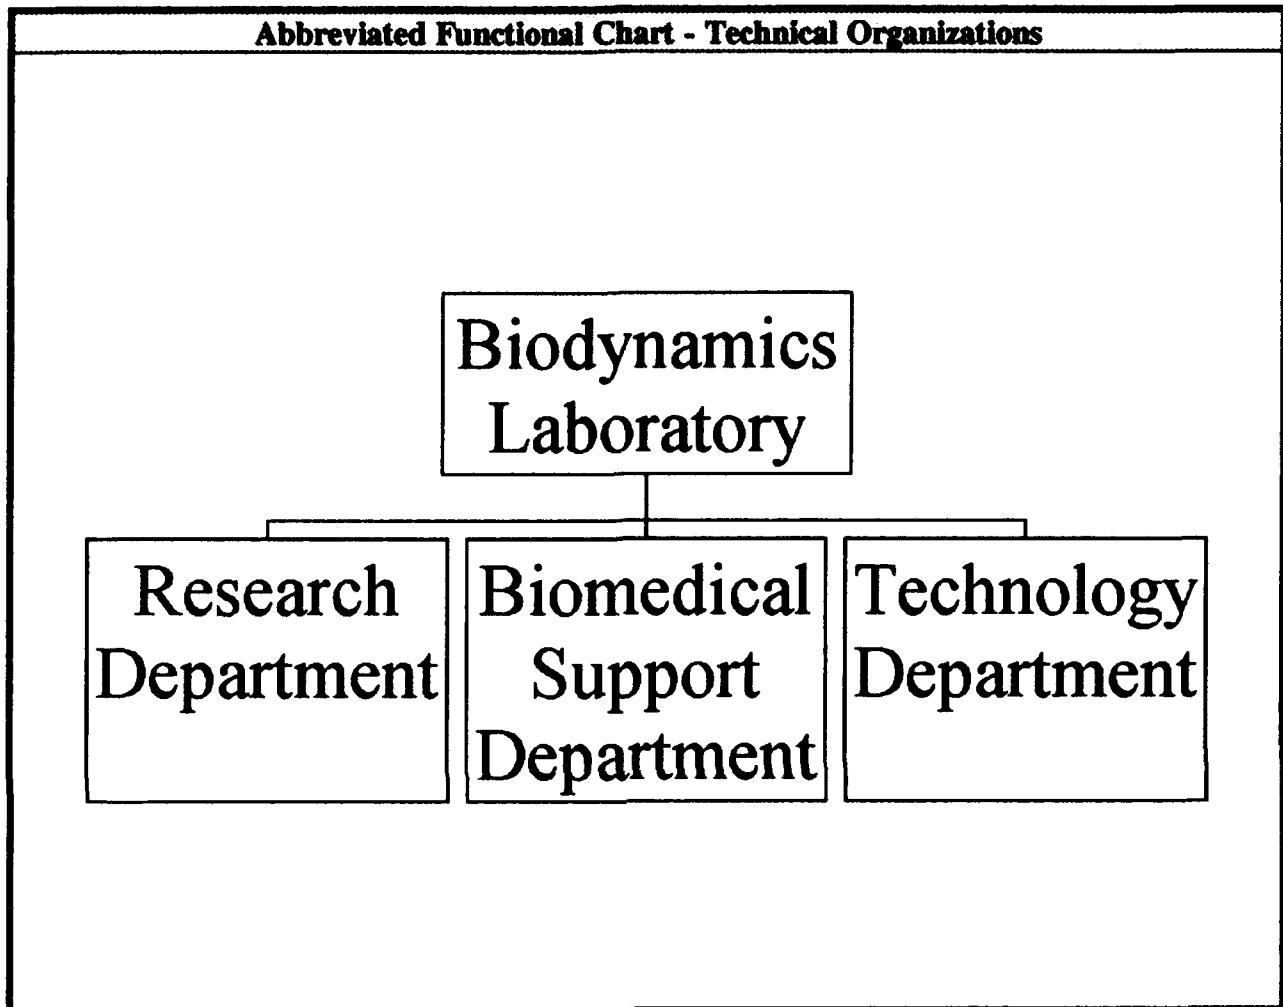 Abbreviated Functional Chart - Technical Organizations
Biodynamics
Laboratory
Research
Department
Biomedical
Support
Department
Technology
Department